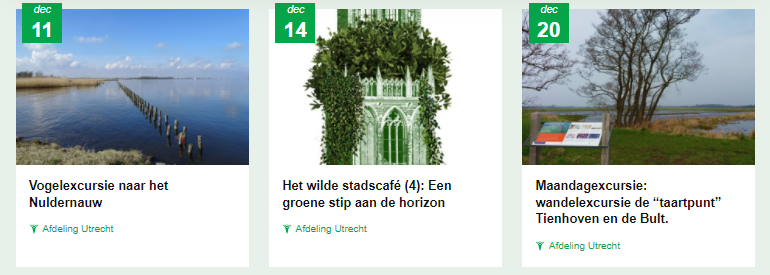 dec
11
Vogelexcursie naar het
Nuldernauw
Afdeling Utrecht
dec
14
Het wilde stadscafé (4): Een
groene stip aan de horizon
Afdeling Utrecht
dec
20
Maandagexcursie:
wandelexcursie de “taartpunt”
Tienhoven en de Bult.
Afdeling Utrecht